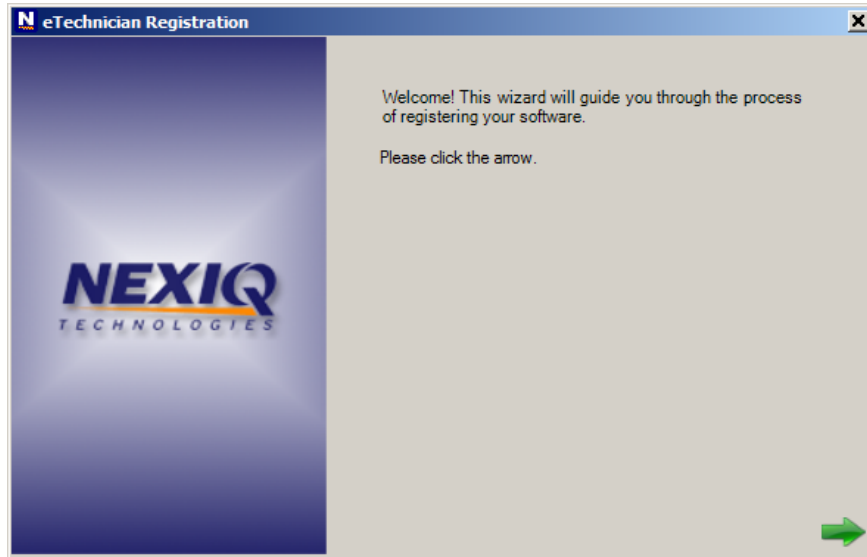 N eTechnician Registration
Welcome! This wizard will guide you through the process
of registering your software.
Please click the arrow.
NEXIQ
TECHNOLOGIES